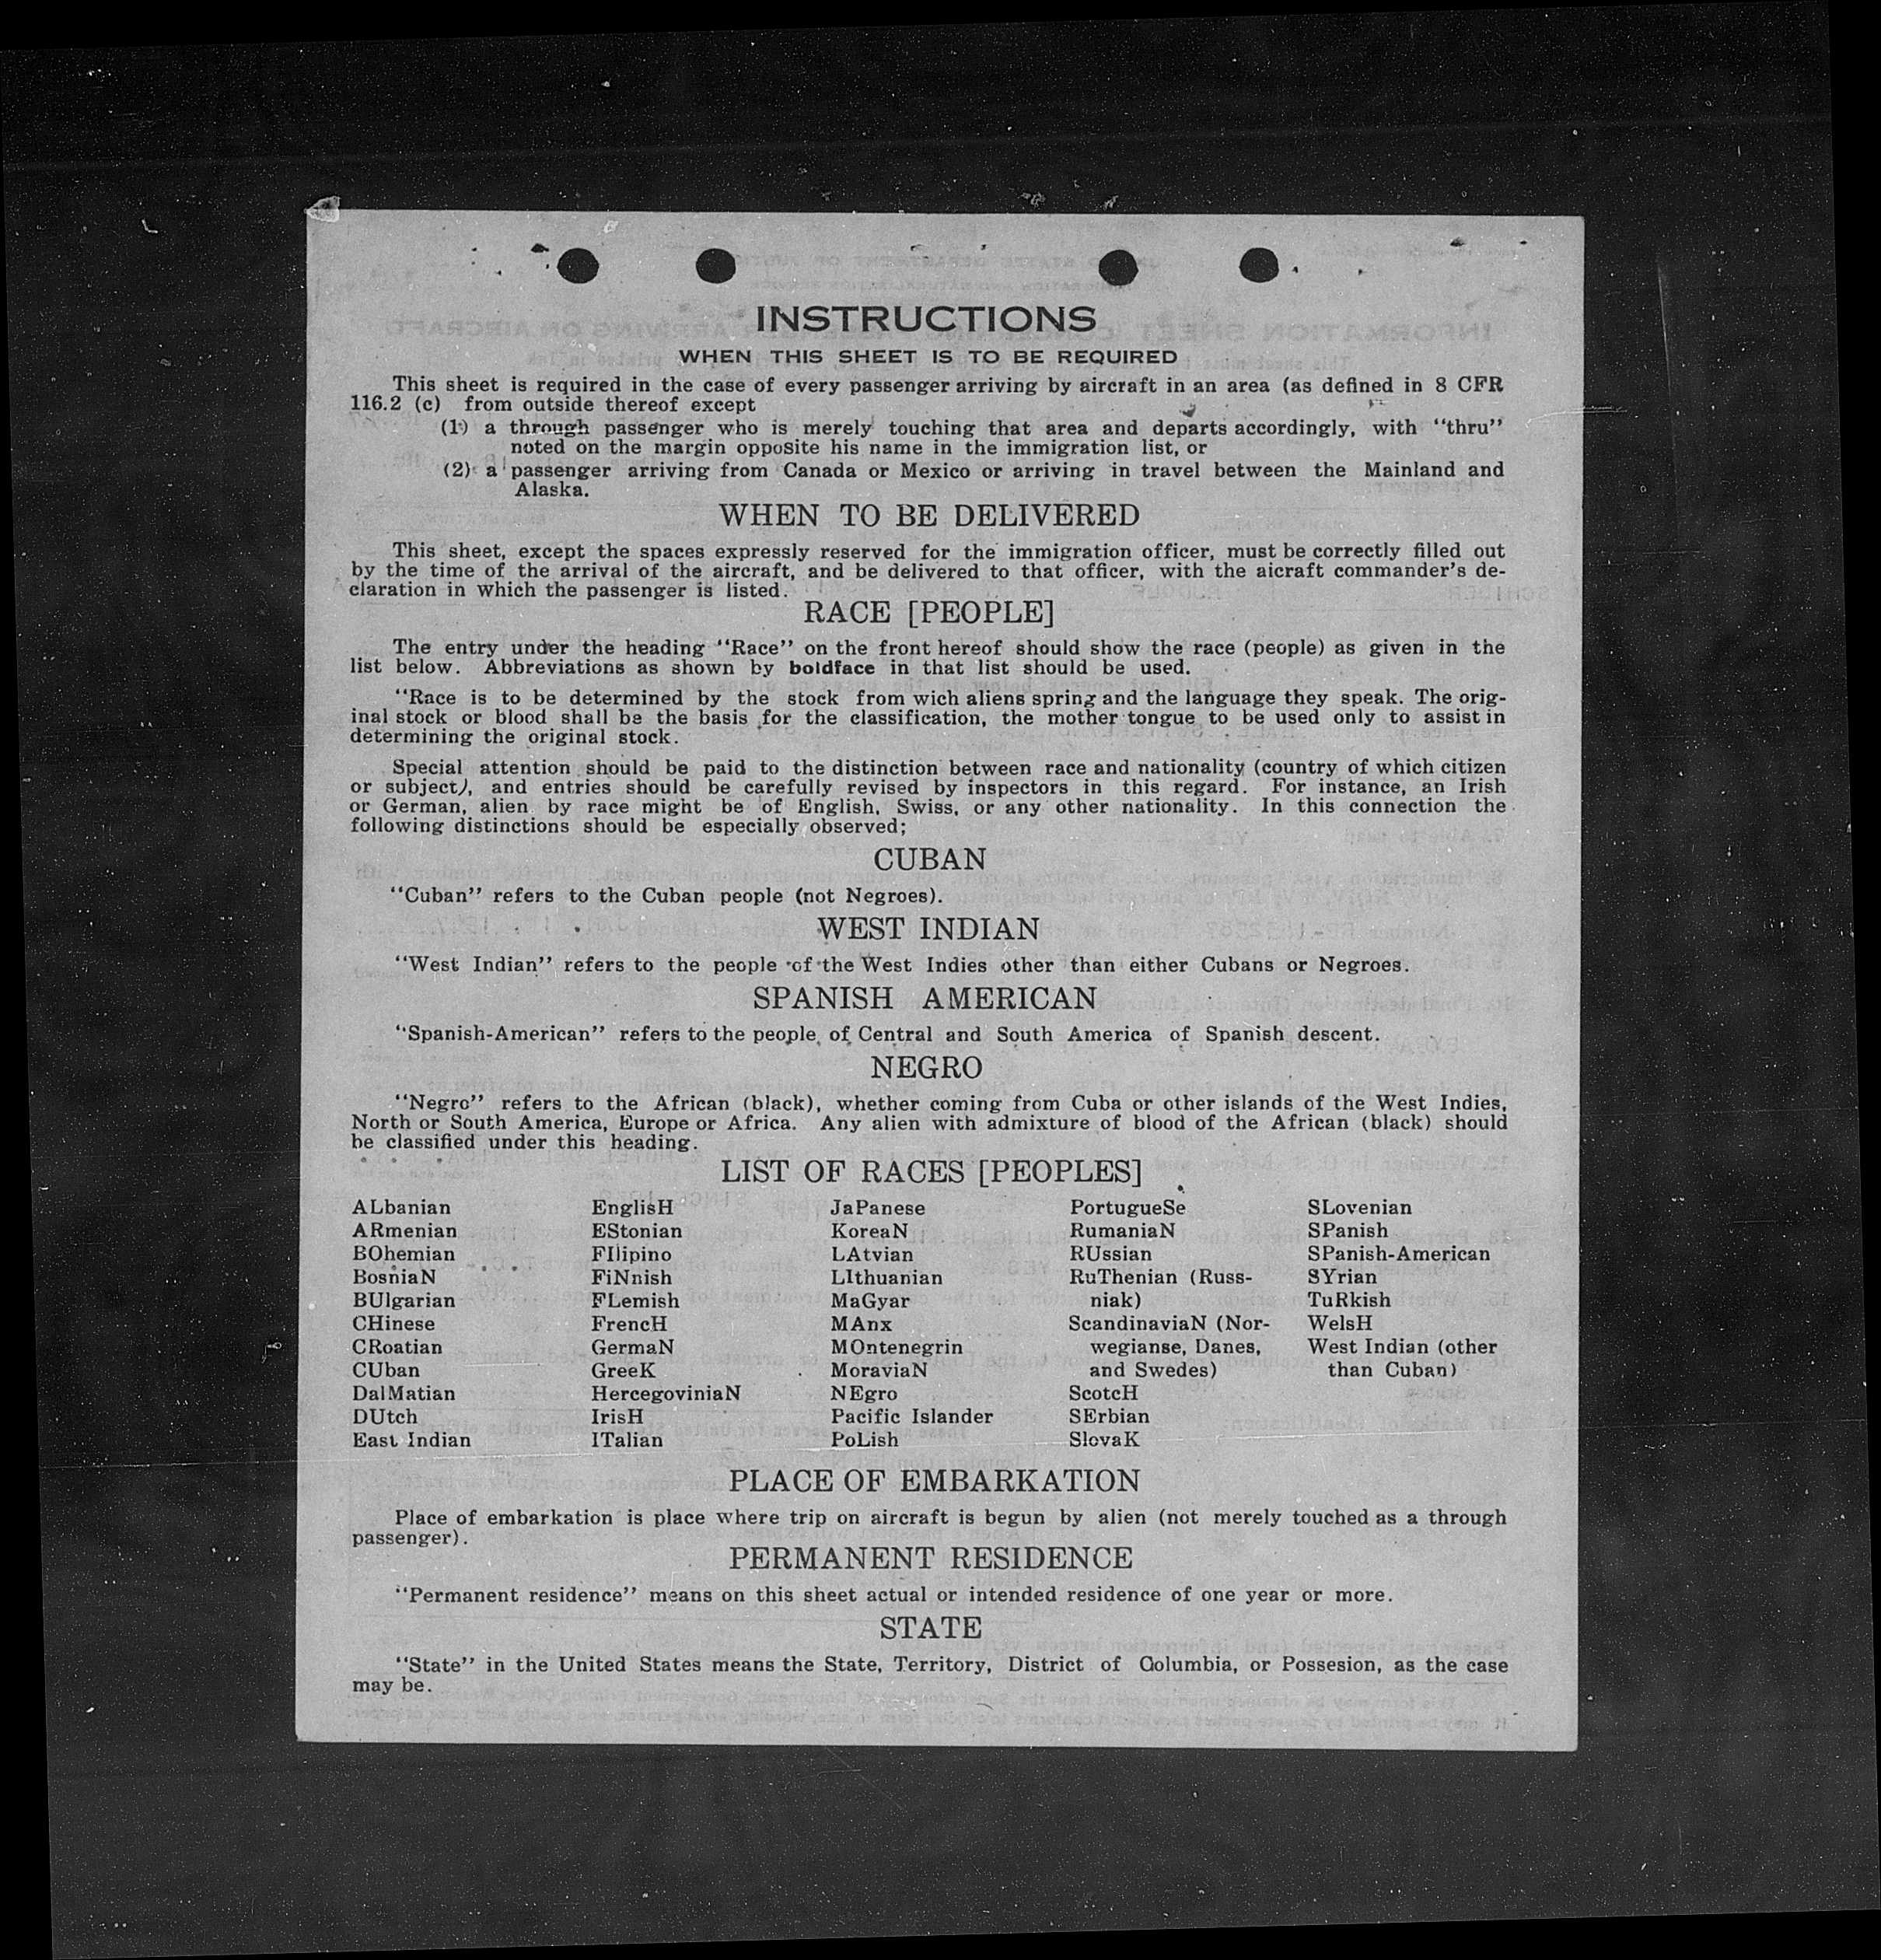 INSTRUCTIONS
WHEN THIS SHEET IS TO BE REQUIRED
This sheet is required in the case of every passenger arriving by aircraft in an area (as defined in 8 CFR
116.2 (c) from outside thereof except
(1) a through passenger who is merely touching that area and departs accordingly, with "thru"
noted on the margin opposite his name in the immigration list, or
(2) a passenger arriving from Canada or Mexico or arriving in travel between the Mainland and
Alaska.
WHEN TO BE DELIVERED
This sheet, except the spaces expressly reserved for the immigration officer, must be correctly filled out
by the time of the arrival of the aircraft, and be delivered to that officer, with the aicraft commander's de-
claration in which the passenger is listed.
RACE [PEOPLE]
The entry under the heading "Race" on the front hereof should show the race (people) as given in the
list below. Abbreviations as shown by boldface in that list should be used.
"Race is to be determined by the stock from wich aliens spring and the language they speak. The orig-
inal stock or blood shall be the basis for the classification, the mother tongue to be used only to assist in
determining the original stock.
Special attention should be paid to the distinction between race and nationality (country of which citizen
or subject), and entries should be carefully revised by inspectors in this regard. For instance, an Irish
or German, alien by race might be of English, Swiss, or any other nationality. In this connection the
following distinctions should be especially observed;
CUBAN
"Cuban" refers to the Cuban people (not Negroes).
WEST INDIAN
"West Indian" refers to the people of the West Indies other than either Cubans or Negroes.
SPANISH AMERICAN
"Spanish-American" refers to the people of Central and South America of Spanish descent.
NEGRO
"Negro" refers to the African (black), whether coming from Cuba or other islands of the West Indies,
North or South America, Europe or Africa. Any alien with admixture of blood of the African (black) should
be classified under this heading.
LIST OF RACES [PEOPLES]
ALbanian EnglisH JaPanese PortugueSe SLovenian
ARmenian EStonian KoreaN RumaniaN SPanish
BOhemian FIlipino LAtvian RUssian SPanish-American
BosniaN FiNnish LIthuanian RuThenian (Russ- SYrian
BUlgarian FLemish MaGyar niak) TuRkish
CHinese FrencH MAnx ScandinaviaN (Nor- WelsH
CRoatian GermaN MOntenegrin wegianse, Danes, West Indian (other
CUban GreeK MoraviaN and Swedes) than Cuban)
DalMatian HercegoviniaN NEgro ScotcH
DUtch IrisH Pacific Islander SErbian
East Indian ITalian PoLish SlovaK
PLACE OF EMBARKATION
Place of embarkation is place where trip on aircraft is begun by alien (not merely touched as a through
passenger).
PERMANENT RESIDENCE
"Permanent residence" means on this sheet actual or intended residence of one year or more.
STATE
"State" in the United States means the State, Territory, District of Columbia, or Possesion, as the case
may be.